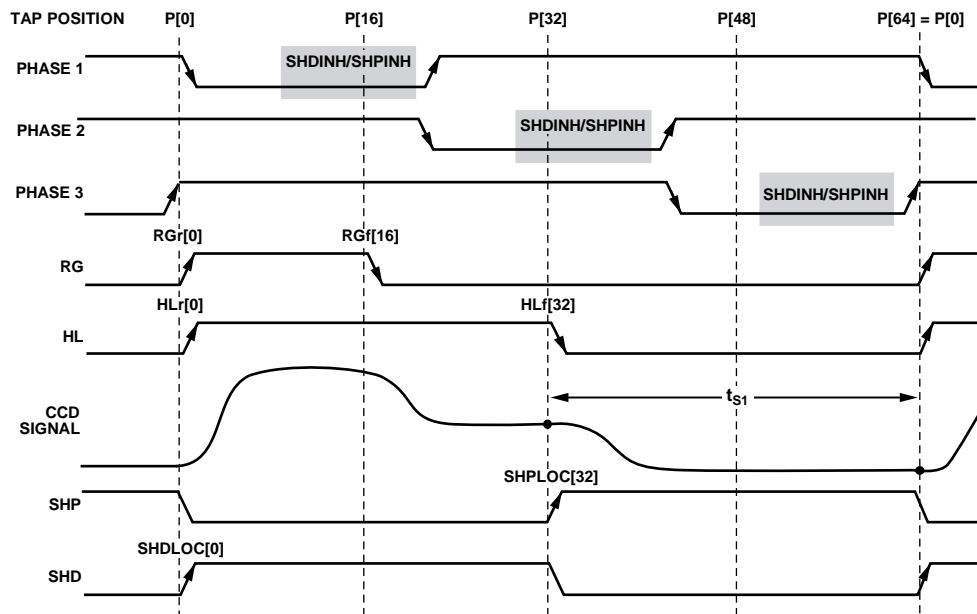 TAP POSITION P[0] P[16] P[32] P[48] P[64] = P[0]
PHASE 1
SHDINH/SHPINH
PHASE 2
SHDINH/SHPINH
PHASE 3
SHDINH/SHPINH
RGr[0] RGf[16]
RG
HLr[0] HLf[32]
HL
tS1
CCD
SIGNAL
SHPLOC[32]
SHP
SHDLOC[0]
SHD